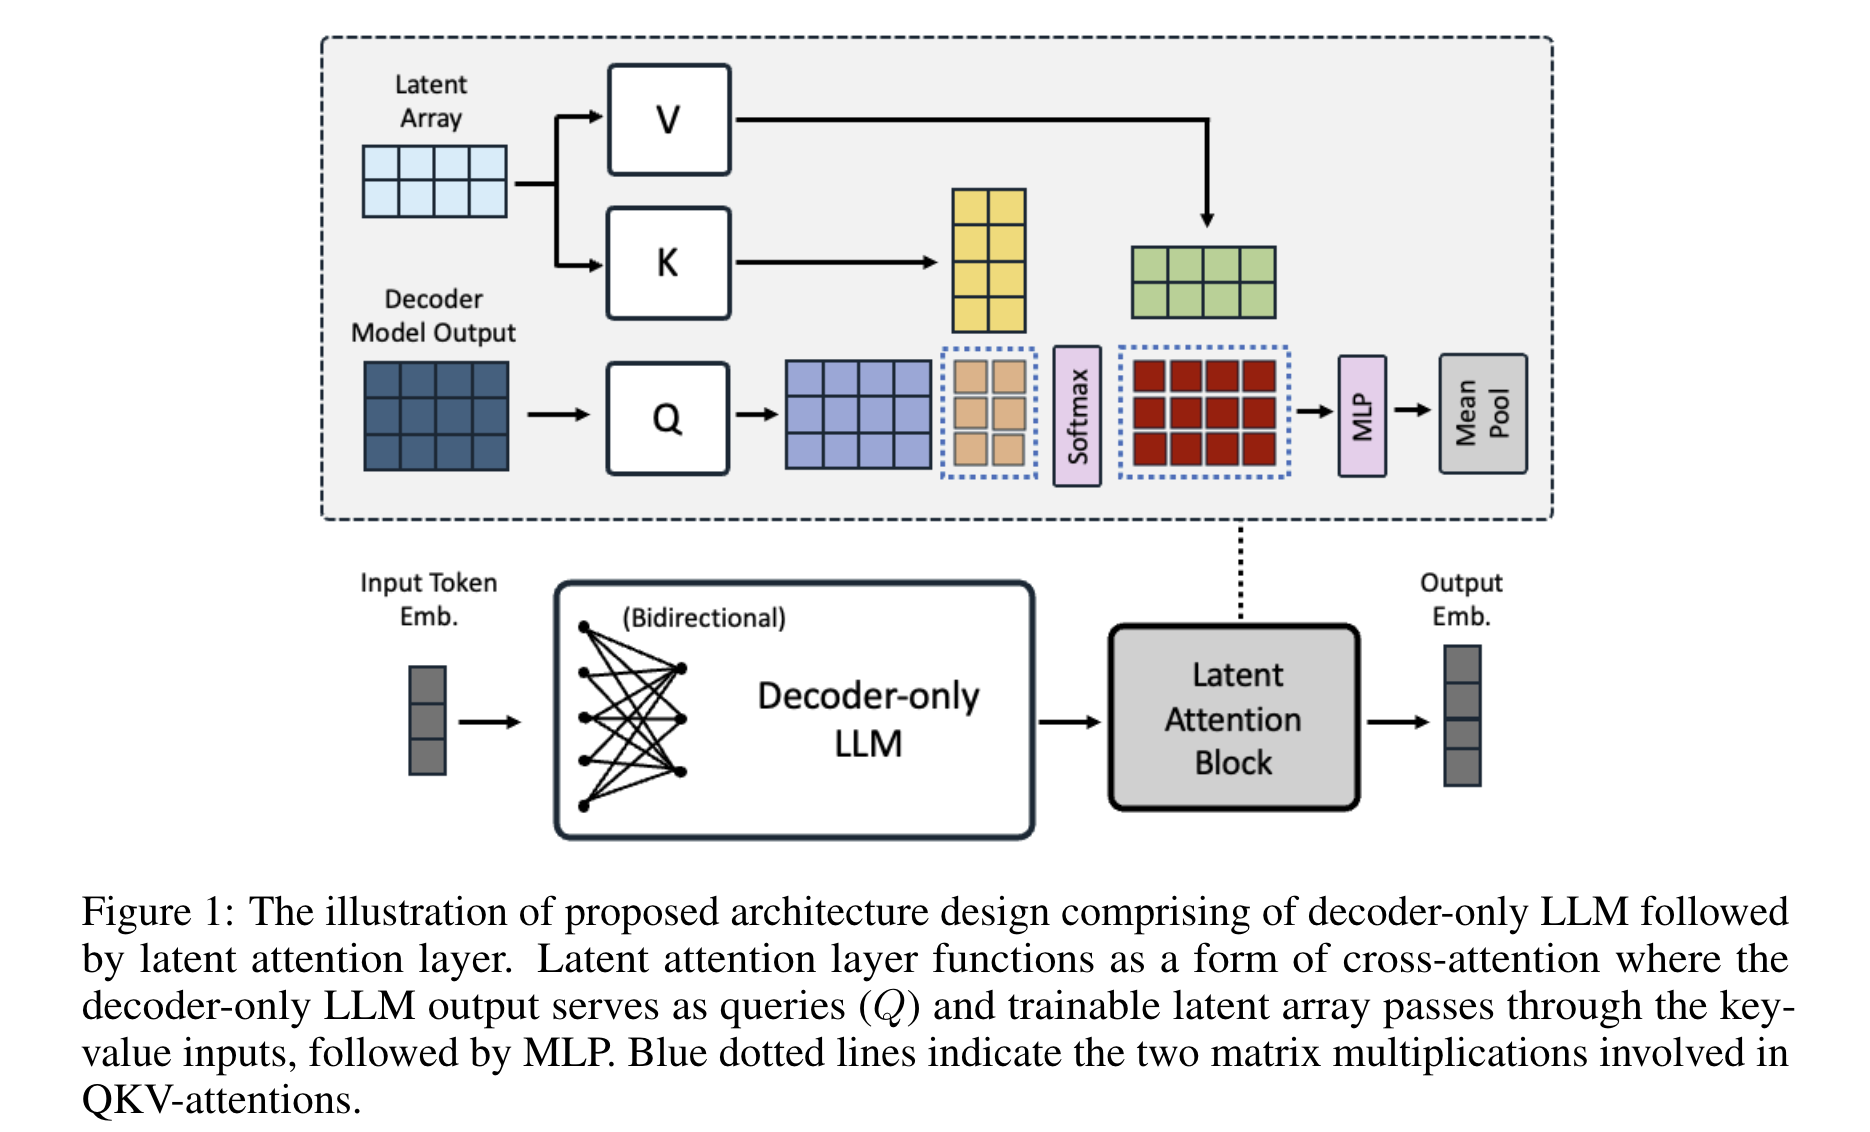 Latent
Array
V
K
Decoder
Model Output
Q
Softmax
MLP
Mean
Pool
Input Token
Emb.
(Bidirectional)
Decoder-only
LLM
Latent
Attention
Block
Output
Emb.
Figure 1: The illustration of proposed architecture design comprising of decoder-only LLM followed
by latent attention layer. Latent attention layer functions as a form of cross-attention where the
decoder-only LLM output serves as queries (Q) and trainable latent array passes through the key-
value inputs, followed by MLP. Blue dotted lines indicate the two matrix multiplications involved in
QKV-attentions.